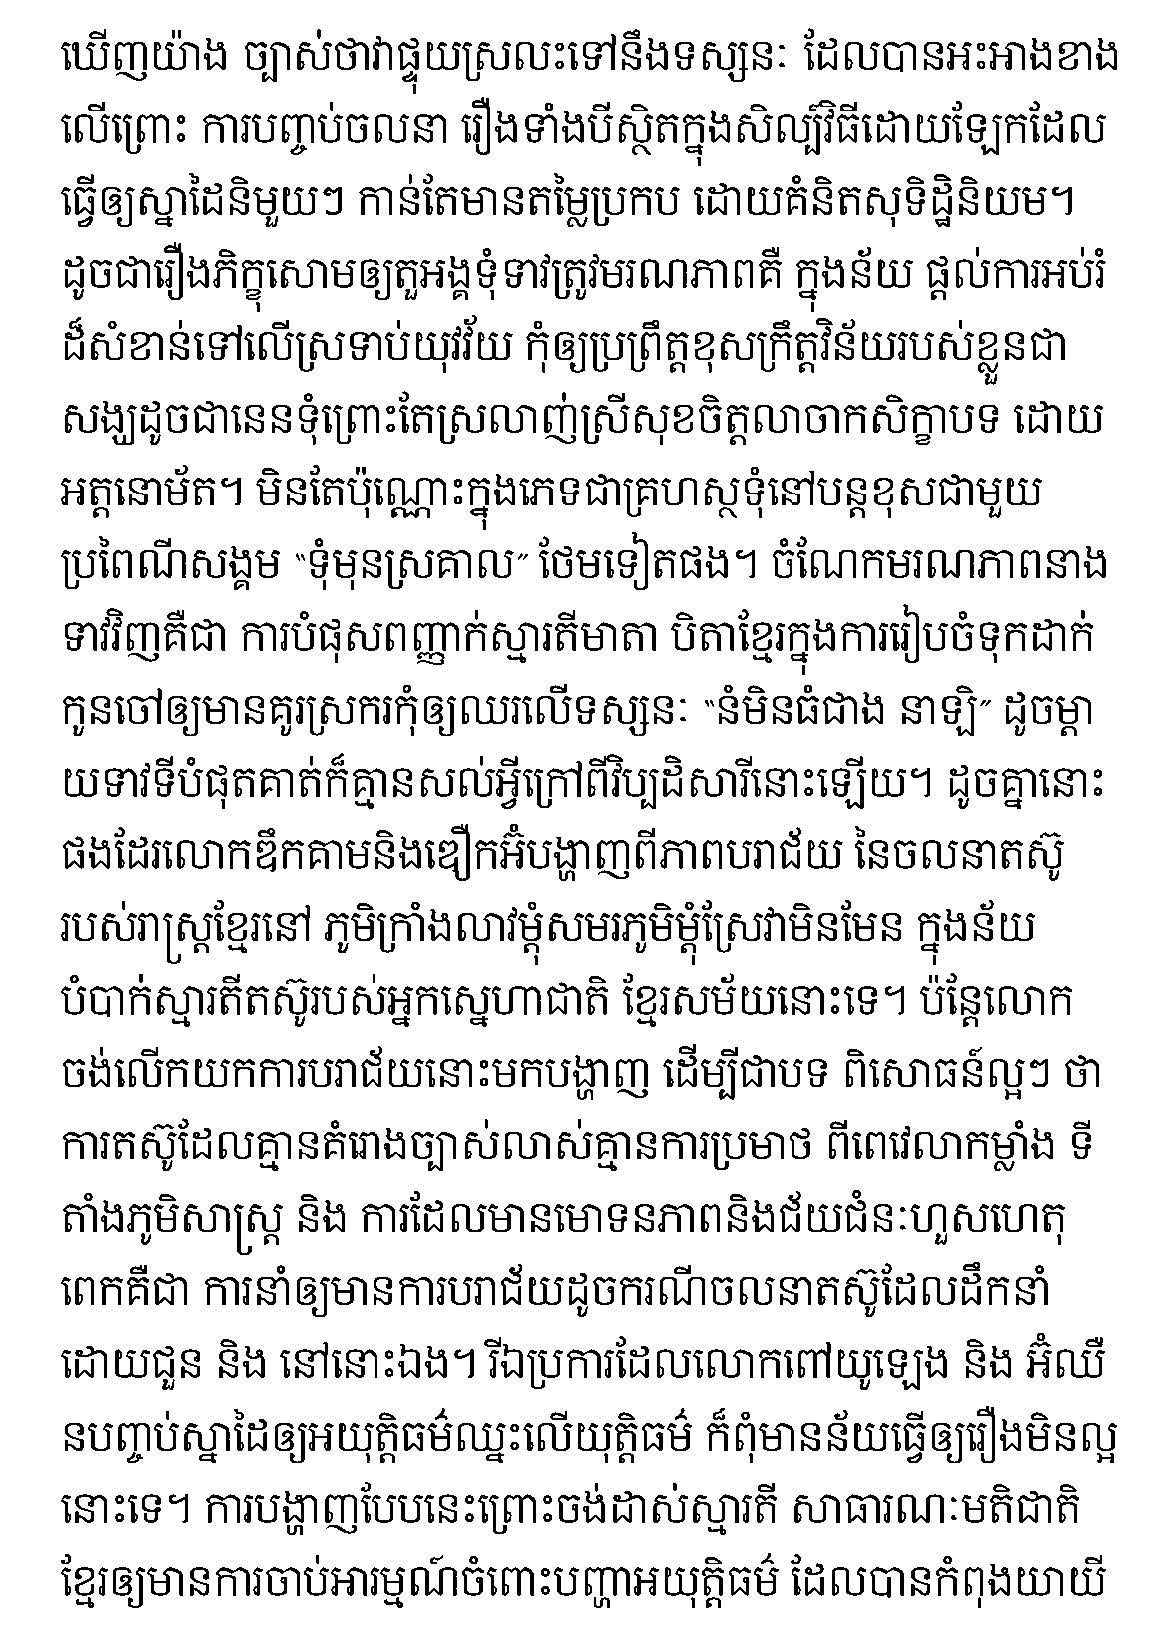 ឃើញយ៉ាង ច្បាស់ថាវាផ្ទុយស្រលះទៅនឹងទស្សនៈ ដែលបានអះអាងខាង
លើព្រោះ ការបញ្ចប់ចលនា រឿងទាំងបីស្ថិតក្នុងសិល្ប៍វិធីដោយឡែកដែល
ធ្វើឲ្យស្នាដៃនិមួយៗ កាន់តែមានតម្លៃប្រកប ដោយគំនិតសុទិដ្ឋិនិយម។
ដូចជារឿងភិក្ខុសោមឲ្យតួអង្គទុំទាវត្រូវមរណភាពគឺ ក្នុងន័យ ផ្តល់ការអប់រំ
ដ៏សំខាន់ទៅលើស្រទាប់យុវវ័យ កុំឲ្យប្រព្រឹត្តខុសក្រឹត្តវិន័យរបស់ខ្លួនជា
សង្ឃដូចជានេនទុំព្រោះតែស្រលាញ់ស្រីសុខចិត្តលាចាកសិក្ខាបទ ដោយ
អត្តនោម័ត។ មិនតែប៉ុណ្ណោះក្នុងភេទជាគ្រហស្ថទុំនៅបន្តខុសជាមួយ
ប្រពៃណីសង្គម “ទុំមុនស្រគាល” ថែមទៀតផង។ ចំណែកមរណភាពនាង
ទាវវិញគឺជា ការបំផុសពញ្ញាក់ស្មារតីមាតា បិតាខ្មែរក្នុងការរៀបចំទុកដាក់
កូនចៅឲ្យមានគូរស្រករកុំឲ្យឈរលើទស្សនៈ “នំមិនធំជាង នាឡិ” ដូចម្តា
យទាវទីបំផុតគាត់ក៏គ្មានសល់អ្វីក្រៅពីវិប្បដិសារីនោះឡើយ។ ដូចគ្នានោះ
ផងដែរលោកឌឹកគាមនិងឌឿកអ៊ំបង្ហាញពីភាពបរាជ័យ នៃចលនាតស៊ូ
របស់រាស្ត្រខ្មែរនៅ ភូមិក្រាំងលាវម្តុំសមរភូមិម្តុំស្រែវាមិនមែន ក្នុងន័យ
បំបាក់ស្មារតីតស៊ូរបស់អ្នកស្នេហាជាតិ ខ្មែរសម័យនោះទេ។ ប៉ន្តែលោក
ចង់លើកយកការបរាជ័យនោះមកបង្ហាញ ដើម្បីជាបទ ពិសោធន៍ល្អៗ ថា
ការតស៊ូដែលគ្មានគំរោងច្បាស់លាស់គ្មានការប្រមាថ ពីពេវេលាកម្លាំង ទី
តាំងភូមិសាស្ត្រ និង ការដែលមានមោទនភាពនិងជ័យជំនៈហួសហេតុ
ពេកគឺជា ការនាំឲ្យមានការបរាជ័យដូចករណីចលនាតស៊ូដែលដឹកនាំ
ដោយជួន និង នៅនោះឯង។ រីឯប្រការដែលលោកពៅយូឡេង និង អ៊ំឈឺ
នបញ្ចប់ស្នាដៃឲ្យអយុត្តិធម៌ឈ្នះលើយុត្តិធម៌ ក៏ពុំមានន័យធ្វើឲ្យរឿងមិនល្អ
នោះទេ។ ការបង្ហាញបែបនេះព្រោះចង់ដាស់ស្មារតី សាធារណៈមតិជាតិ
ខ្មែរឲ្យមានការចាប់អារម្មណ៍ចំពោះបញ្ហាអយុត្តិធម៌ ដែលបានកំពុងយាយី